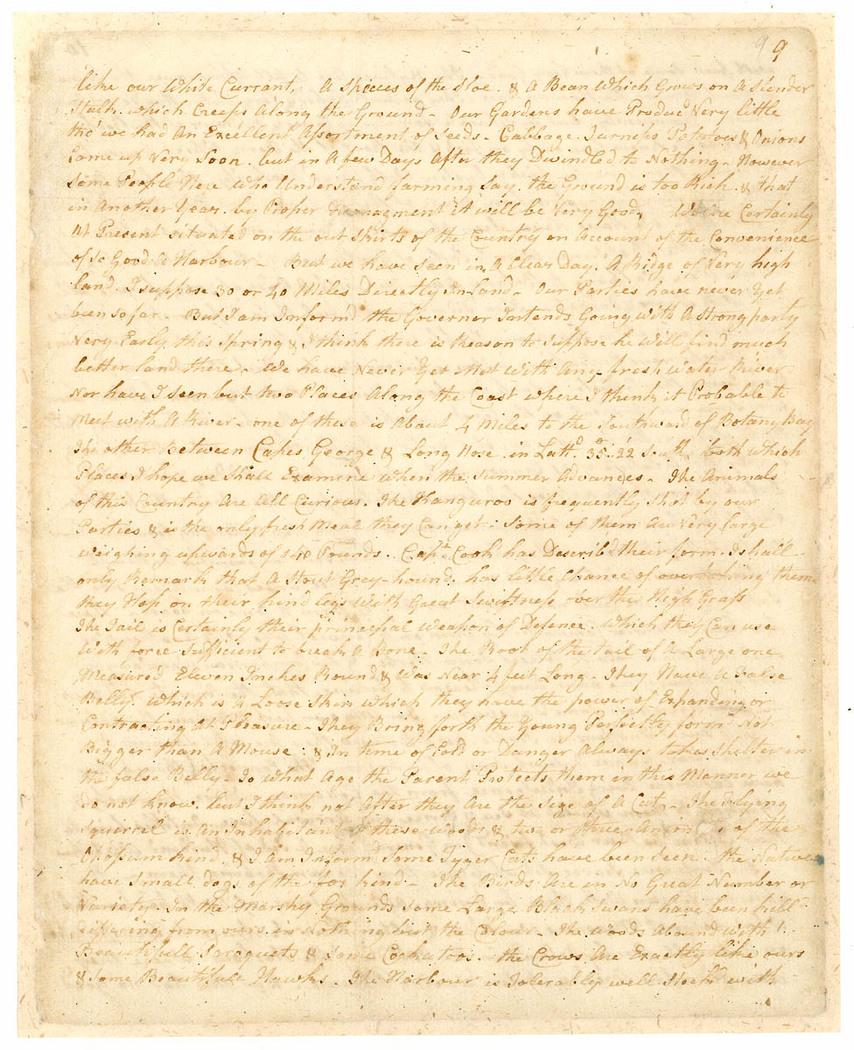 9 9
like our White Currant, A Spieces of the Sloe. & A Bean Which Grows on A Slender
Stalk. which Creeps Along the Ground - Our Gardens have Produc'd Very little
tho' we had An Excellent Assortment of Seeds - Cabbage. Turneps Potatoes & Onions
Came up Very Soon. but in A few Days After they Dwindled to Nothing - However
Some People Here Who Understand farming Say. the Ground is too Rich. & that
in Another Year. by Proper Managment it will be Very Good, We are Certainly
At Present situated on the out Skirts of the Country on Account of the Convenience
of So Good A Harbour - But we have seen in A Clear Day. A Ridge of Very high
land. I suppose 30 or 40 Miles Directly in Land - Our Parties have never Yet
been so far - But I am Inform'd the Governor Intends Going with A Strong party
Very Early this Spring & I think there is Reason to Suppose he will find much
better land there - We have Never Yet Met With Any fresh water River
Nor have I seen but two Places Along the Coast where I think it Probable to
Meet with A River - one of these is About 4 Miles to the Southward of Botany Bay
The other Between Capes George & Long Nose in Latt.d 35..22 South both which
Places I hope we Shall Examine when the Summer Advances - The Animals
of this Country Are All Curious. The Kanguroo is frequently Shot by our
Parties & is the only fresh Meat they Can get: Some of them Are Very large
weighing upwards of 140 Pounds. Capt. Cook has Describ'd their form. I shall
only Remark that A Stout Grey-hound. has little Chance of overtaking them
they Hop on their hind legs With Great Swiftness over the High Grass
The Tail is Certainly their principal Weapon of Defence. Which they Can use
With force Sufficient to break A Bone - The Root of the tail of A Large one
Measured Eleven Inches Round & Was Near 4 feet Long - They Have A False
Belly. Which is A Loose Skin which they have the power of Expanding or
Contracting At Pleasure - They Bring forth the Young Perfectly form'd Not
Bigger than A Mouse: & In time of Cold or Danger Always takes Shelter in
the false Belly - To what Age the Parent Protects them in this Manner we
do not know. but I think not After they Are the Size of A Cat - The Flying
Squirrel is An Inhabitant of these Woods & two or three of the
Opossum kind. & I Am Inform'd Some Tyger Cats have been Seen. the Natives
have Small dogs of the fox kind - The Birds Are in No Great Number or
Variety. In the Marshy Grounds Some Large Black Swans have been kill'd
differing from ours in Nothing but the Colour - The Woods Abound with
Beautifull Paroquets & Some Cockatoos. the Crows Are Exactly like ours
& Some Beautifull Hawks. The Harbour is Tolerably well Stock'd with